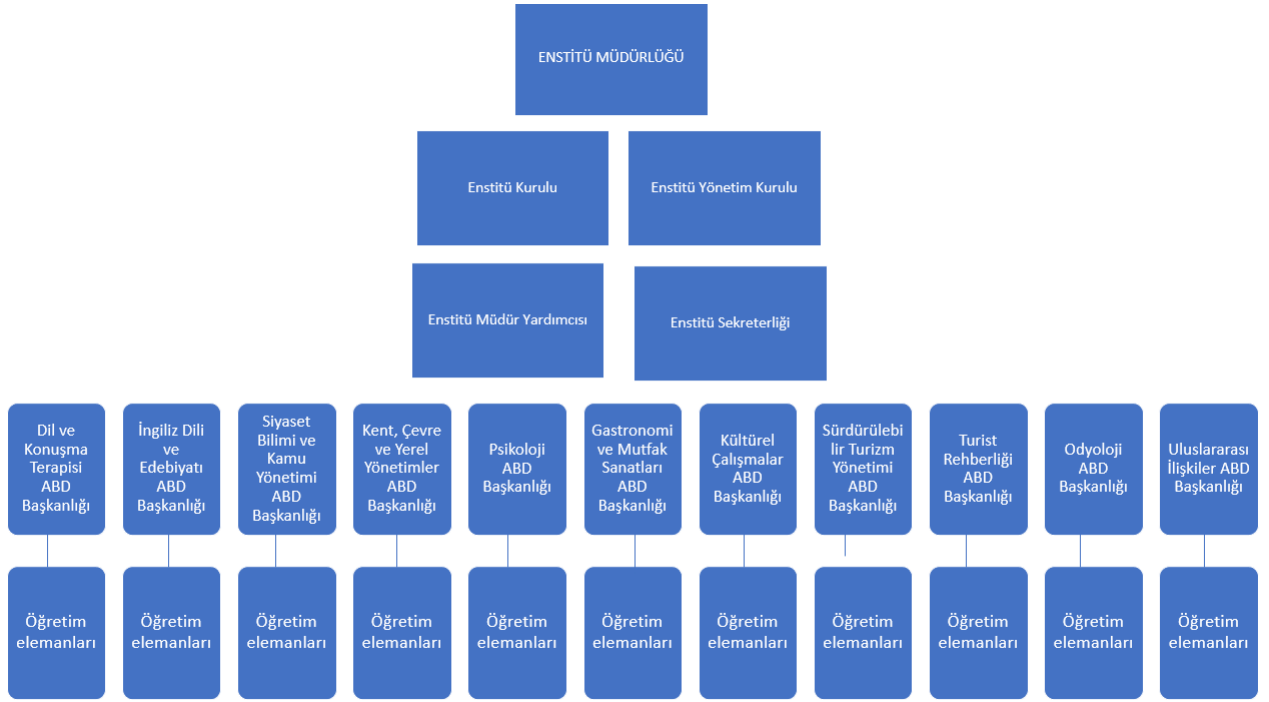 ENSTİTÜ MÜDÜRLÜĞÜ
Enstitü Kurulu
Enstitü Yönetim Kurulu
Enstitü Müdür Yardımcısı
Enstitü Sekreterliği
Dil ve
Konuşma
Terapisi
ABD
Başkanlığı
İngiliz Dili
ve
Edebiyatı
ABD
Başkanlığı
Siyaset
Bilimi ve
Kamu
Yönetimi
ABD
Başkanlığı
Kent, Çevre
ve Yerel
Yönetimler
ABD
Başkanlığı
Psikoloji
ABD
Başkanlığı
Gastronomi
ve Mutfak
Sanatları
ABD
Başkanlığı
Kültürel
Çalışmalar
ABD
Başkanlığı
Sürdürülebi
lir Turizm
Yönetimi
ABD
Başkanlığı
Turist
Rehberliği
ABD
Başkanlığı
Odyoloji
ABD
Başkanlığı
Uluslararası
İlişkiler ABD
Başkanlığı
Öğretim
elemanları
Öğretim
elemanları
Öğretim
elemanları
Öğretim
elemanları
Öğretim
elemanları
Öğretim
elemanları
Öğretim
elemanları
Öğretim
elemanları
Öğretim
elemanları
Öğretim
elemanları
Öğretim
elemanları